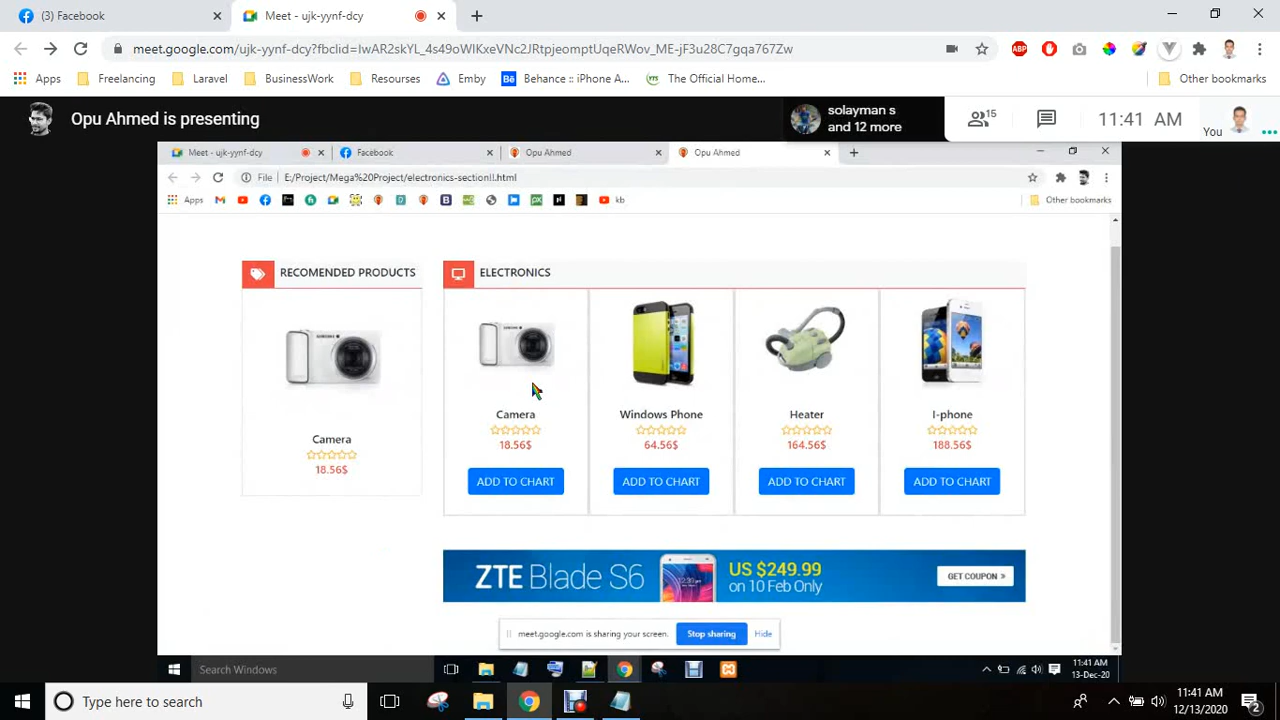 (3) Facebook
Meet - ujk-yynf-dcy
meet.google.com/ujk-yynf-dcy?fbclid=IwAR2skYL_4s49oWIKxeVNc2JRtpjeomptUqeRWov_ME-jF3u28C7gqa767Zw
ABP
Apps
Freelancing
Laravel
BusinessWork
Resourses
Emby
Behance :: iPhone A...
The Official Home...
Other bookmarks
Opu Ahmed is presenting
solayman s
and 12 more
15
11:41 AM
You
Meet - ujk-yynf-dcy
Facebook
Opu Ahmed
Opu Ahmed
File
E:/Project/Mega%20Project/electronics-sectionII.html
Apps
kb
Other bookmarks
RECOMENDED PRODUCTS
ELECTRONICS
Camera
18.56$
Camera
18.56$
ADD TO CHART
Windows Phone
64.56$
ADD TO CHART
Heater
164.56$
ADD TO CHART
I-phone
188.56$
ADD TO CHART
ZTE Blade S6
US $249.99
on 10 Feb Only
GET COUPON »
meet.google.com is sharing your screen.
Stop sharing
Hide
Search Windows
11:41 AM
13-Dec-20
Type here to search
11:41 AM
12/13/2020
2